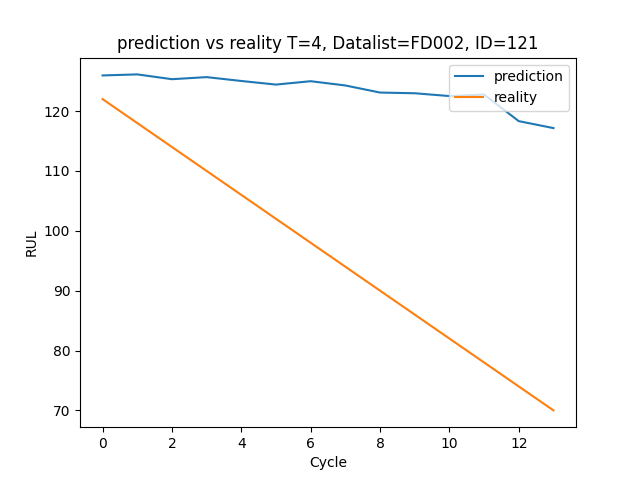 prediction vs reality T=4, Datalist=FD002, ID=121
prediction
reality
120
110
100
90
80
70
RUL
0 2 4 6 8 10 12
Cycle